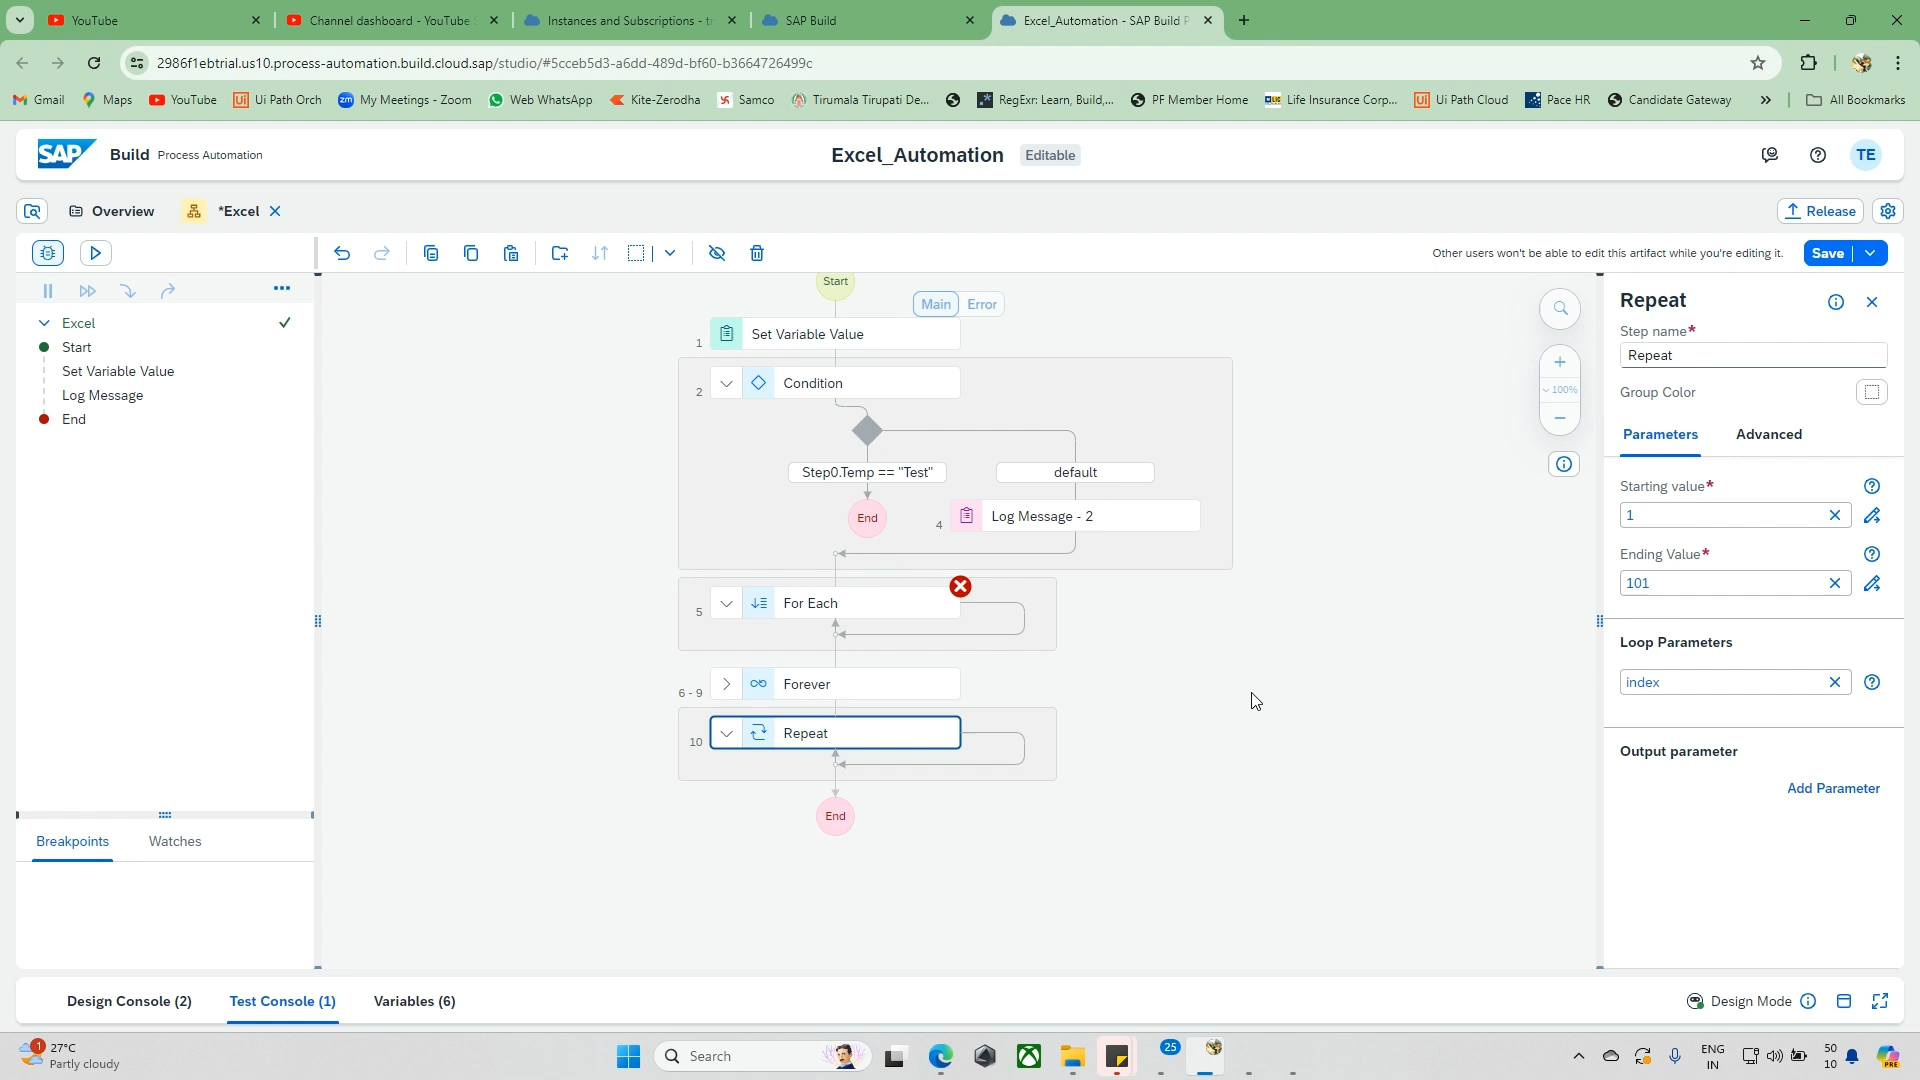 YouTube
Channel dashboard - YouTube S
Instances and Subscriptions - tr
SAP Build
Excel_Automation - SAP Build P
2986f1ebtrial.us10.process-automation.build.cloud.sap/studio/#5cceb5d3-a6dd-489d-bf60-b3664726499c
Gmail
Maps
YouTube
Ui Path Orch
My Meetings - Zoom
Web WhatsApp
Kite-Zerodha
Samco
Tirumala Tirupati De...
RegExr: Learn, Build,...
PF Member Home
Life Insurance Corp...
Ui Path Cloud
Pace HR
Candidate Gateway
All Bookmarks
SAP Build Process Automation
Excel_Automation Editable
TE
Overview
*Excel
Release
Other users won't be able to edit this artifact while you're editing it.
Save
Excel
Start
Set Variable Value
Log Message
End
Breakpoints
Watches
Start
Main Error
1 Set Variable Value
2 Condition
Step0.Temp == "Test"
default
End
4 Log Message - 2
5 For Each
6 - 9 Forever
10 Repeat
End
100%
Repeat
Step name*
Repeat
Group Color
Parameters
Advanced
Starting value*
1
Ending Value*
101
Loop Parameters
index
Output parameter
Add Parameter
Design Console (2)
Test Console (1)
Variables (6)
Design Mode
1
27°C
Partly cloudy
Search
25
ENG
IN
50
10
PRE